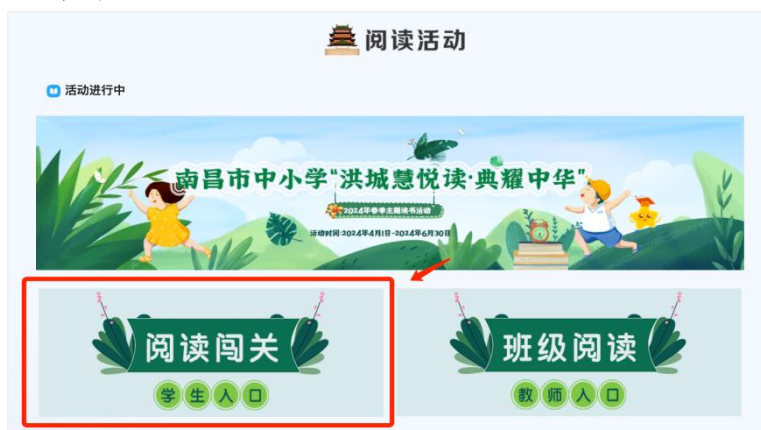 阅读活动
活动进行中
南昌市中小学“洪城慧悦读·典耀中华”
2024年春季主题读书活动
活动时间:2024年4月1日-2024年6月30日
阅读闯关
学生入口
班级阅读
教师入口